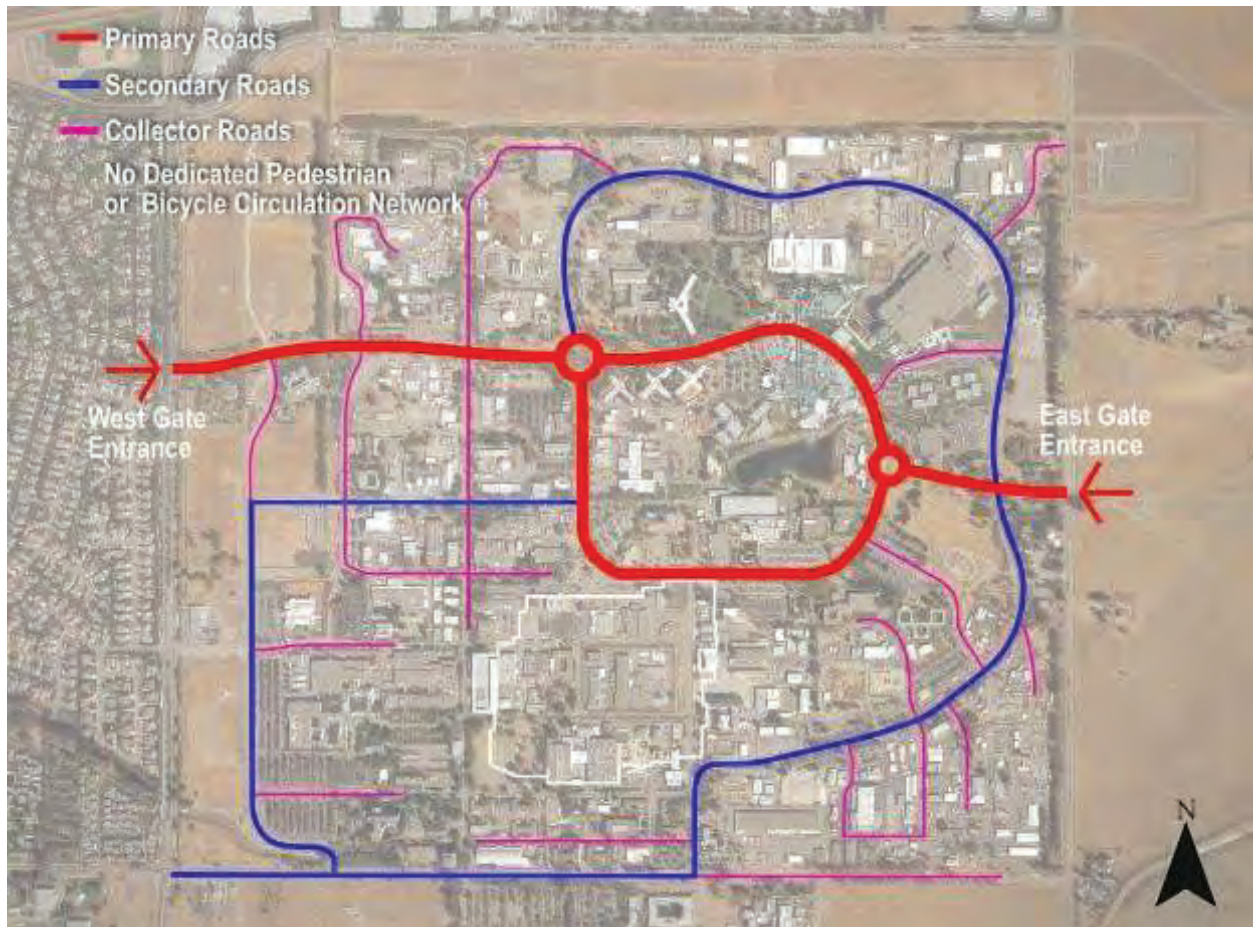 Primary Roads
Secondary Roads
Collector Roads
No Dedicated Pedestrian
or Bicycle Circulation Network
West Gate
Entrance
East Gate
Entrance
N